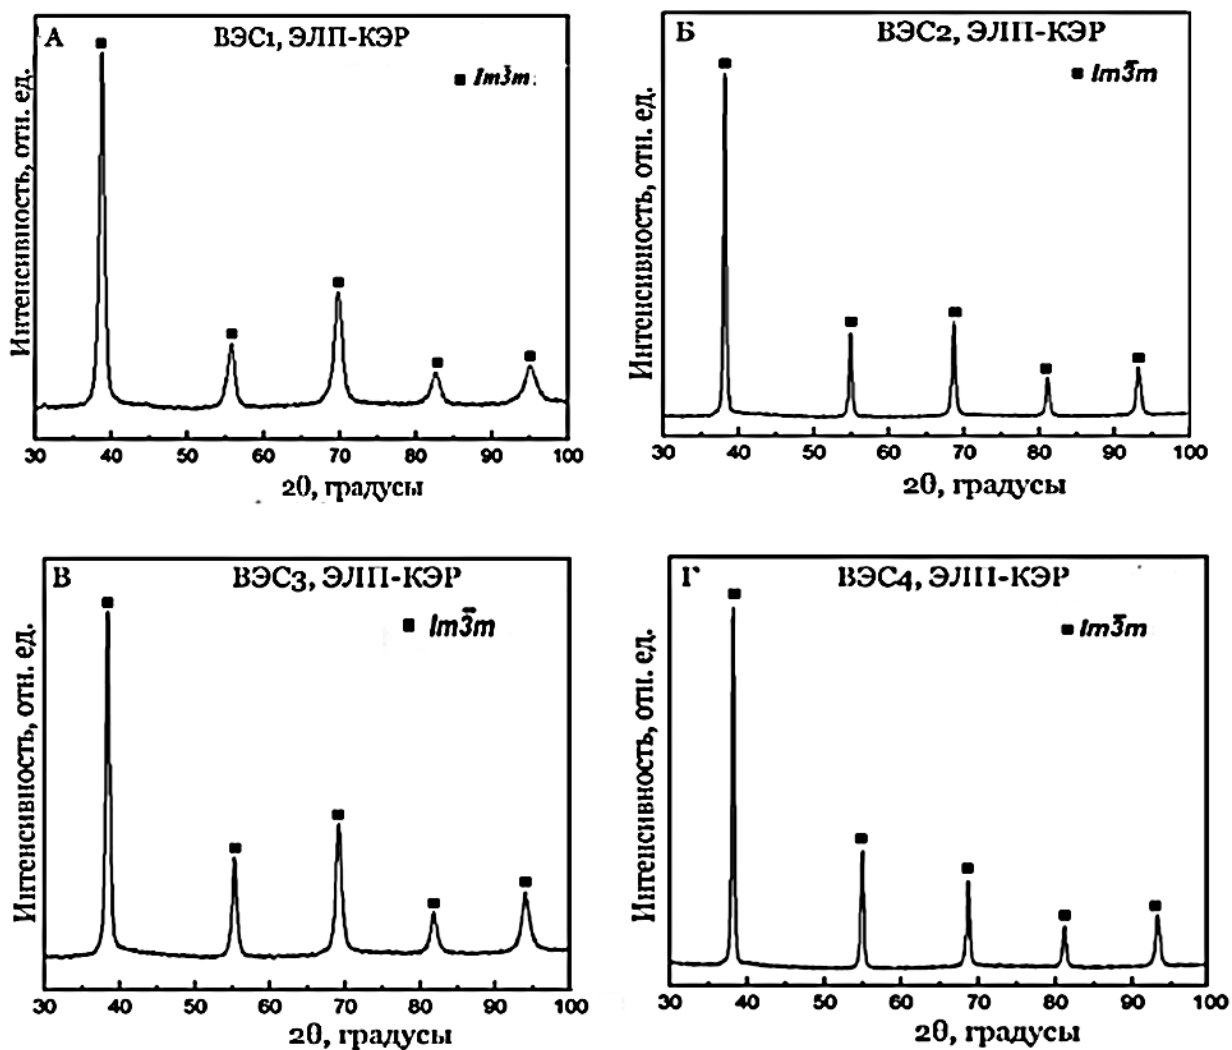 А
ВЭС1, ЭЛП-КЭР
Im3̄m
Интенсивность, отн. ед.
30 40 50 60 70 80 90 100
2θ, градусы
Б
ВЭС2, ЭЛП-КЭР
Im3̄m
Интенсивность, отн. ед.
30 40 50 60 70 80 90 100
2θ, градусы
В
ВЭС3, ЭЛП-КЭР
Im3̄m
Интенсивность, отн. ед.
30 40 50 60 70 80 90 100
2θ, градусы
Г
ВЭС4, ЭЛП-КЭР
Im3̄m
Интенсивность, отн. ед.
30 40 50 60 70 80 90 100
2θ, градусы